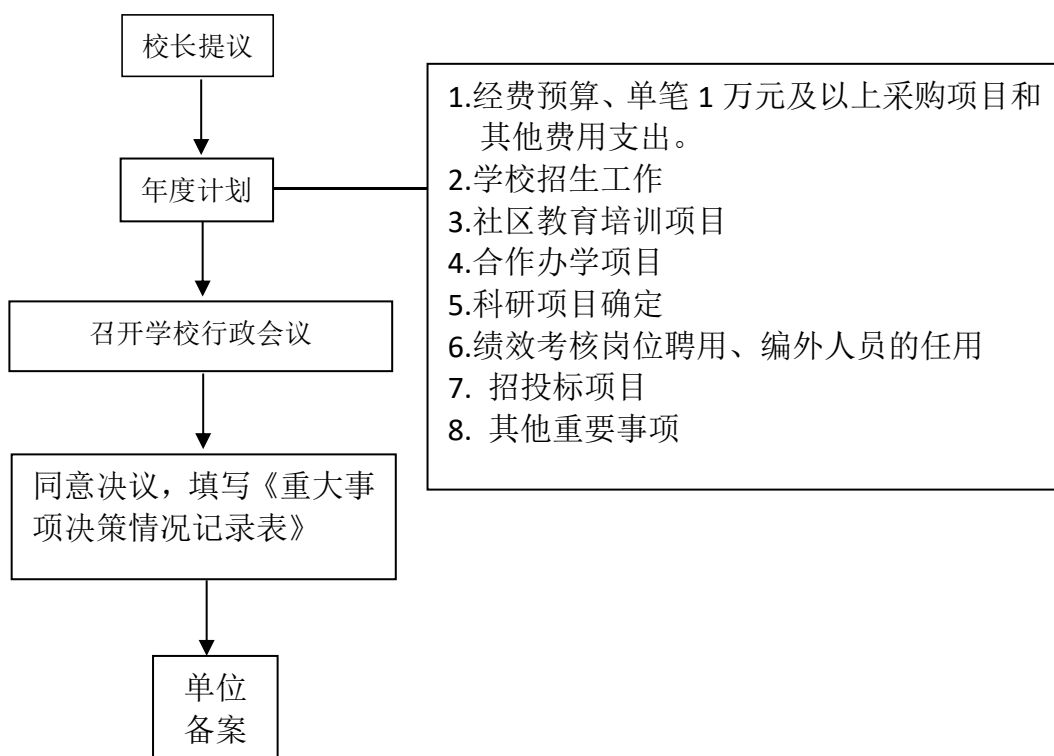 校长提议
年度计划
1.经费预算、单笔 1 万元及以上采购项目和
其他费用支出。
2.学校招生工作
3.社区教育培训项目
4.合作办学项目
5.科研项目确定
6.绩效考核岗位聘用、编外人员的任用
7. 招投标项目
8. 其他重要事项
召开学校行政会议
同意决议，填写《重大事
项决策情况记录表》
单位
备案